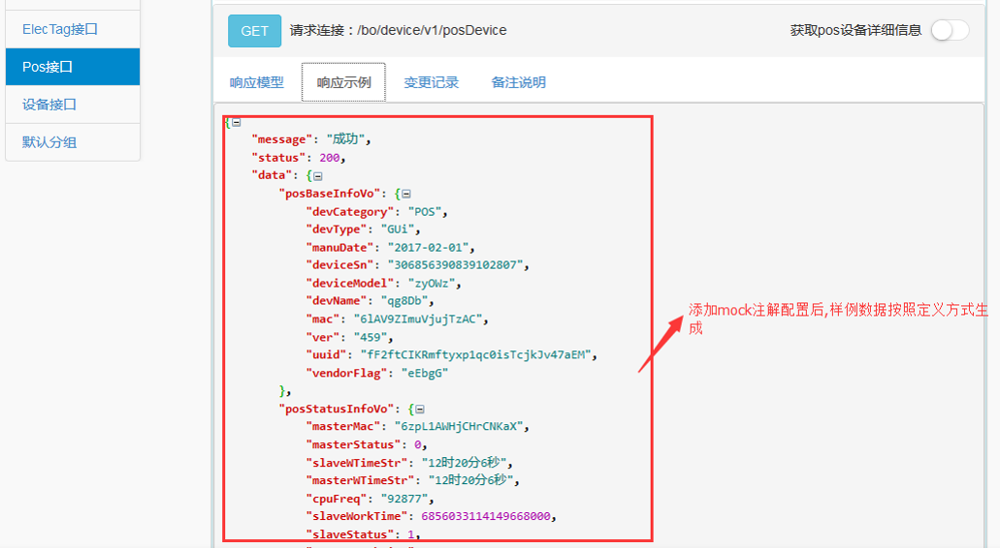 ElecTag接口
Pos接口
设备接口
默认分组
GET 请求连接：/bo/device/v1/posDevice 获取pos设备详细信息
响应模型 响应示例 变更记录 备注说明
{
"message": "成功",
"status": 200,
"data": {
"posBaseInfoVo": {
"devCategory": "POS",
"devType": "GUi",
"manuDate": "2017-02-01",
"deviceSn": "306856390839102807",
"deviceModel": "zyOWz",
"devName": "qg8Db",
"mac": "6lAV9ZImuVjujTzAC",
"ver": "459",
"uuid": "fF2ftCIKRmftyxp1qc0isTcjkJv47aEM",
"vendorFlag": "eEbgG"
},
"posStatusInfoVo": {
"masterMac": "6zpL1AWHjCHrCNKaX",
"masterStatus": 0,
"slaveWTimeStr": "12时20分6秒",
"masterWTimeStr": "12时20分6秒",
"cpuFreq": "92877",
"slaveWorkTime": 6856033114149668000,
"slaveStatus": 1,
添加mock注解配置后,样例数据按照定义方式生
成